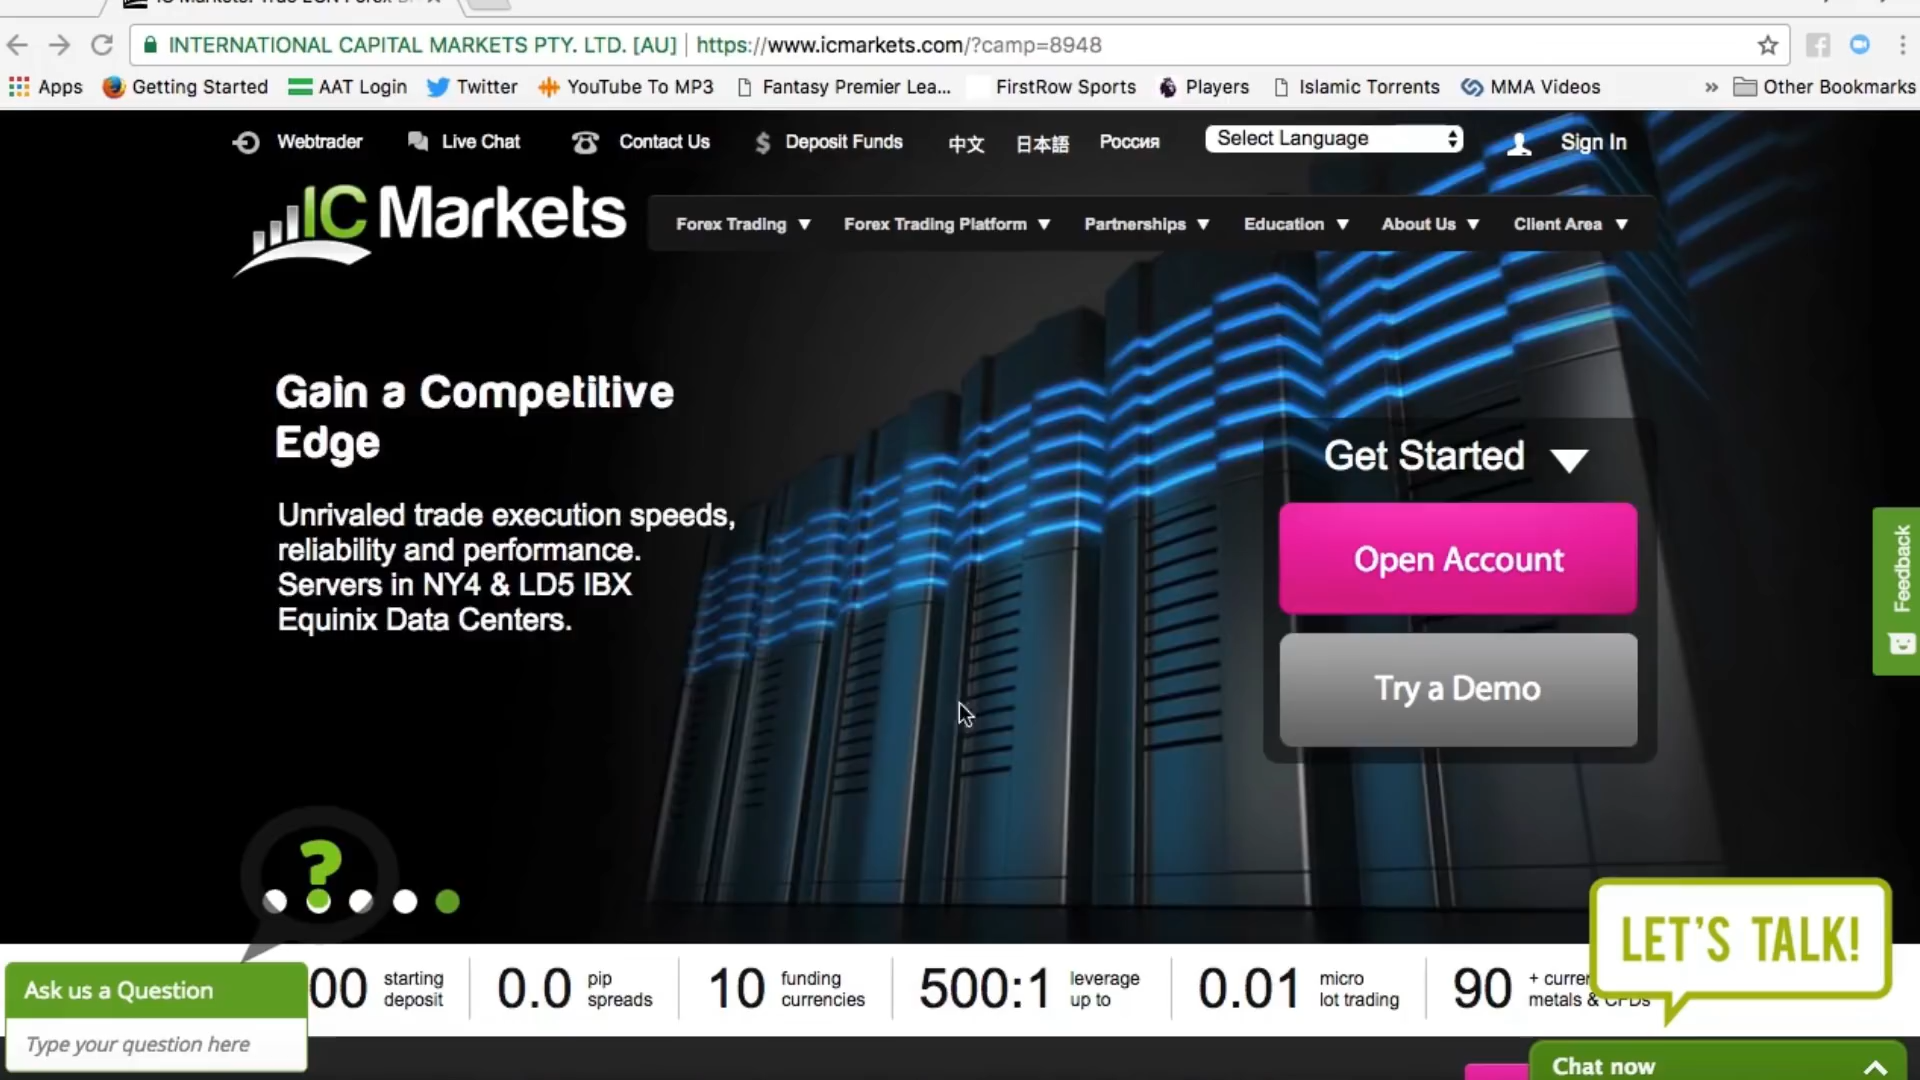 INTERNATIONAL CAPITAL MARKETS PTY. LTD. [AU] https://www.icmarkets.com/?camp=8948
Apps Getting Started AAT Login Twitter YouTube To MP3 Fantasy Premier Lea... FirstRow Sports Players Islamic Torrents MMA Videos » Other Bookmarks
Webtrader Live Chat Contact Us Deposit Funds 中文 日本語 Россия Select Language Sign In
IC Markets
Forex Trading Forex Trading Platform Partnerships Education About Us Client Area
Gain a Competitive
Edge
Unrivaled trade execution speeds,
reliability and performance.
Servers in NY4 & LD5 IBX
Equinix Data Centers.
Get Started
Open Account
Try a Demo
Feedback
?
LET'S TALK!
00 starting deposit
0.0 pip spreads
10 funding currencies
500:1 leverage up to
0.01 micro lot trading
90 + metals & CFDs
Ask us a Question
Type your question here
Chat now